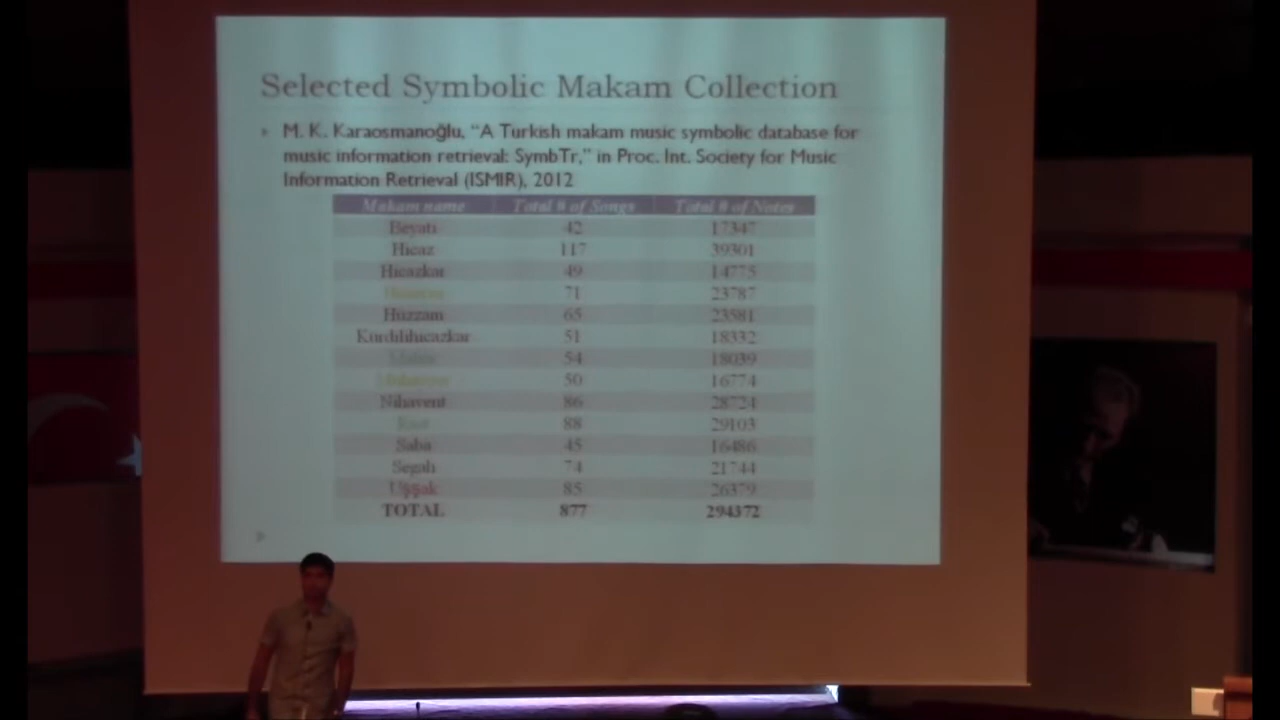 Selected Symbolic Makam Collection
M. K. Karaosmanoğlu, “A Turkish makam music symbolic database for
music information retrieval: SymbTr,” in Proc. Int. Society for Music
Information Retrieval (ISMIR), 2012
Makam name Total # of Songs Total # of Notes
Beyati 42 17347
Hicaz 117 39301
Hicazkar 49 14775
71 23787
Hüzzam 65 23581
Kurdilihicazkar 51 18332
54 18039
50 16774
Nihavent 86 28724
Rast 88 29103
Saba 45 16486
Segah 74 21744
Uşşak 85 26379
TOTAL 877 294372